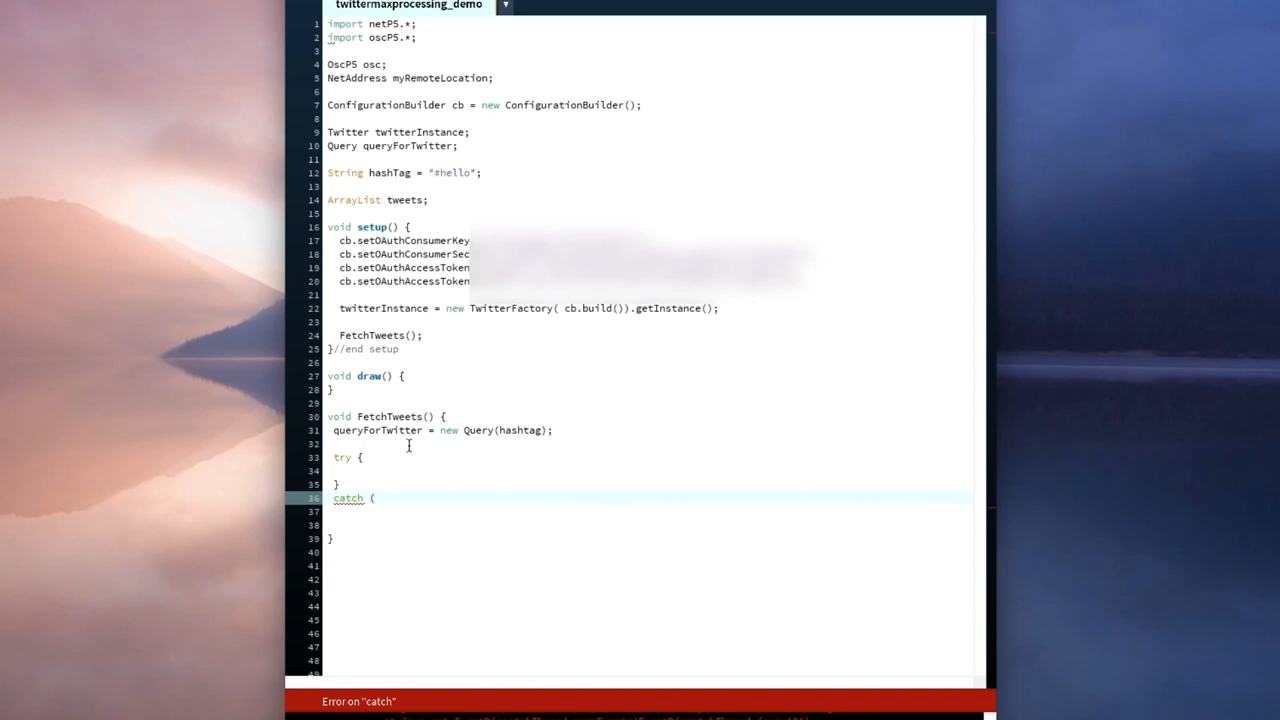 twittermaxprocessing_demo
1 import netP5.*;
2 import oscP5.*;
3
4 OscP5 osc;
5 NetAddress myRemoteLocation;
6
7 ConfigurationBuilder cb = new ConfigurationBuilder();
8
9 Twitter twitterInstance;
10 Query queryForTwitter;
11
12 String hashTag = "#hello";
13
14 ArrayList tweets;
15
16 void setup() {
17 cb.setOAuthConsumerKey
18 cb.setOAuthConsumerSec
19 cb.setOAuthAccessToken
20 cb.setOAuthAccessToken
21
22 twitterInstance = new TwitterFactory( cb.build()).getInstance();
23
24 FetchTweets();
25 }//end setup
26
27 void draw() {
28 }
29
30 void FetchTweets() {
31 queryForTwitter = new Query(hashtag);
32
33 try {
34
35 }
36 catch (
37
38
39 }
40
41
42
43
44
45
46
47
48
49
Error on "catch"